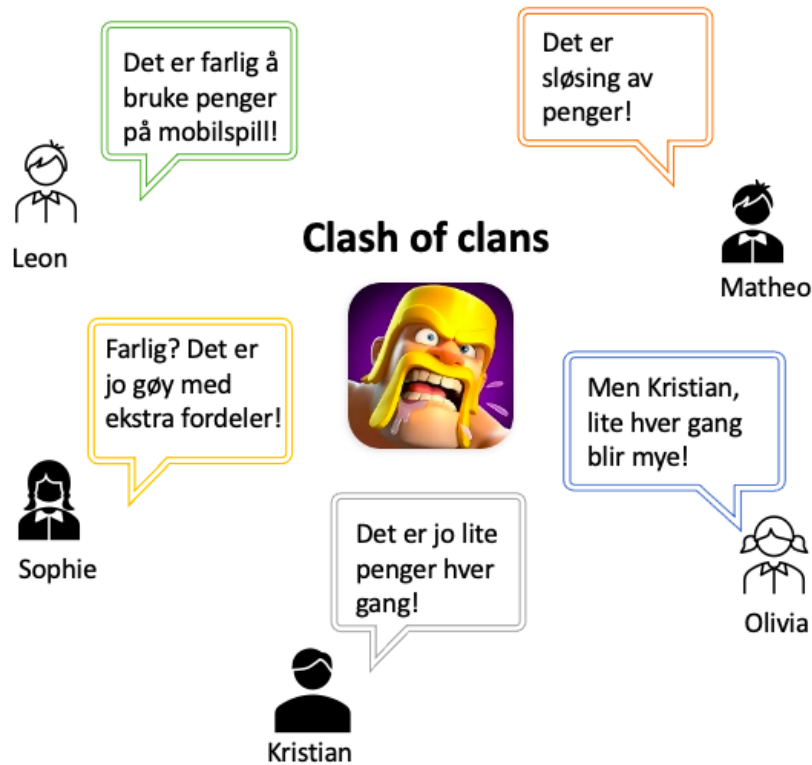 Det er farlig å
bruke penger
på mobilspill!
Leon
Det er
sløsing av
penger!
Matheo
Clash of clans
Farlig? Det er
jo gøy med
ekstra fordeler!
Sophie
Men Kristian,
lite hver gang
blir mye!
Olivia
Det er jo lite
penger hver
gang!
Kristian